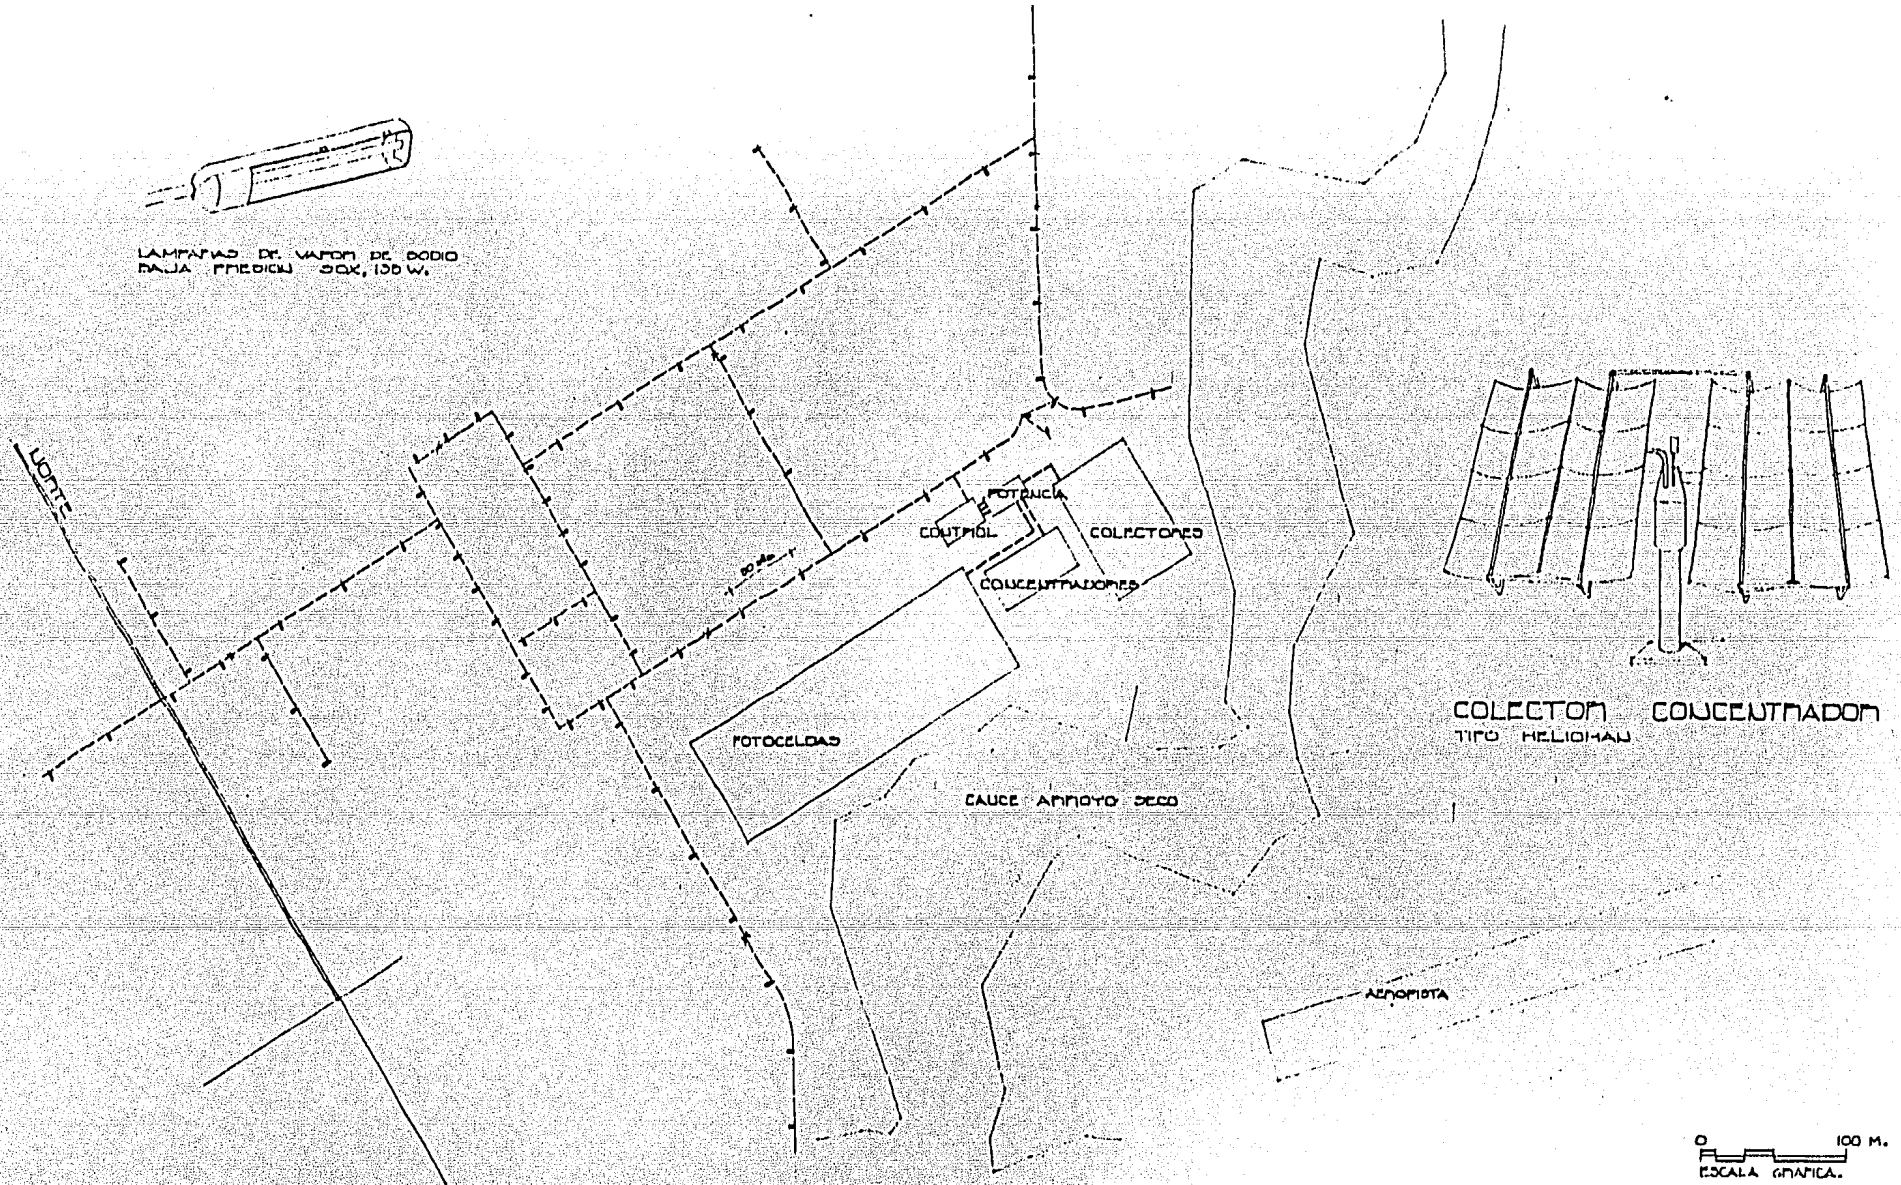 LAMPARAS DE VAPOR DE SODIO
BAJA PRESION SOX, 135 W.
NORTE
POTENCIA
CONTROL
COLECTORES
CONCENTRADORES
FOTOCELDAS
CAUCE ARROYO SECO
COLECTOR CONCENTRADOR
TIPO HELIOMAN
AEROPISTA
0 100 M.
ESCALA GRAFICA.